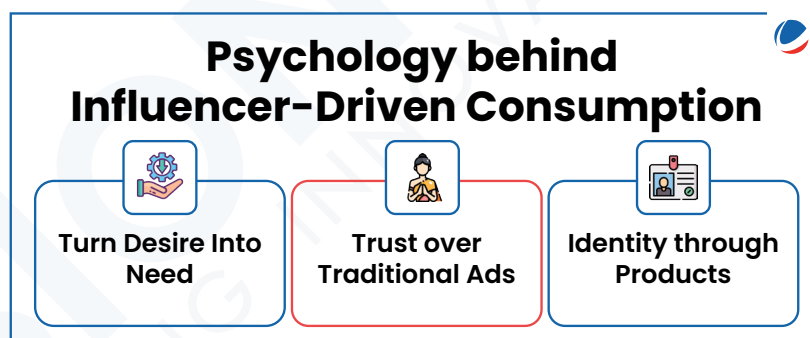 Psychology behind
Influencer-Driven Consumption
Turn Desire Into
Need
Trust over
Traditional Ads
Identity through
Products